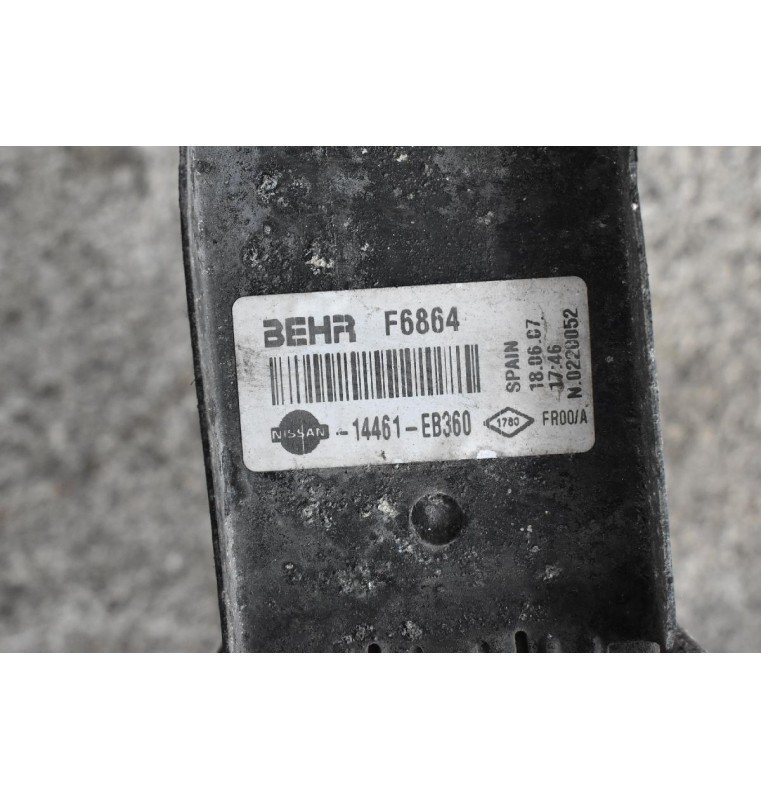 BEHR F6864
NISSAN -14461-EB360 1780 FR00/A
SPAIN
18.06.07
17:46
N.0220052